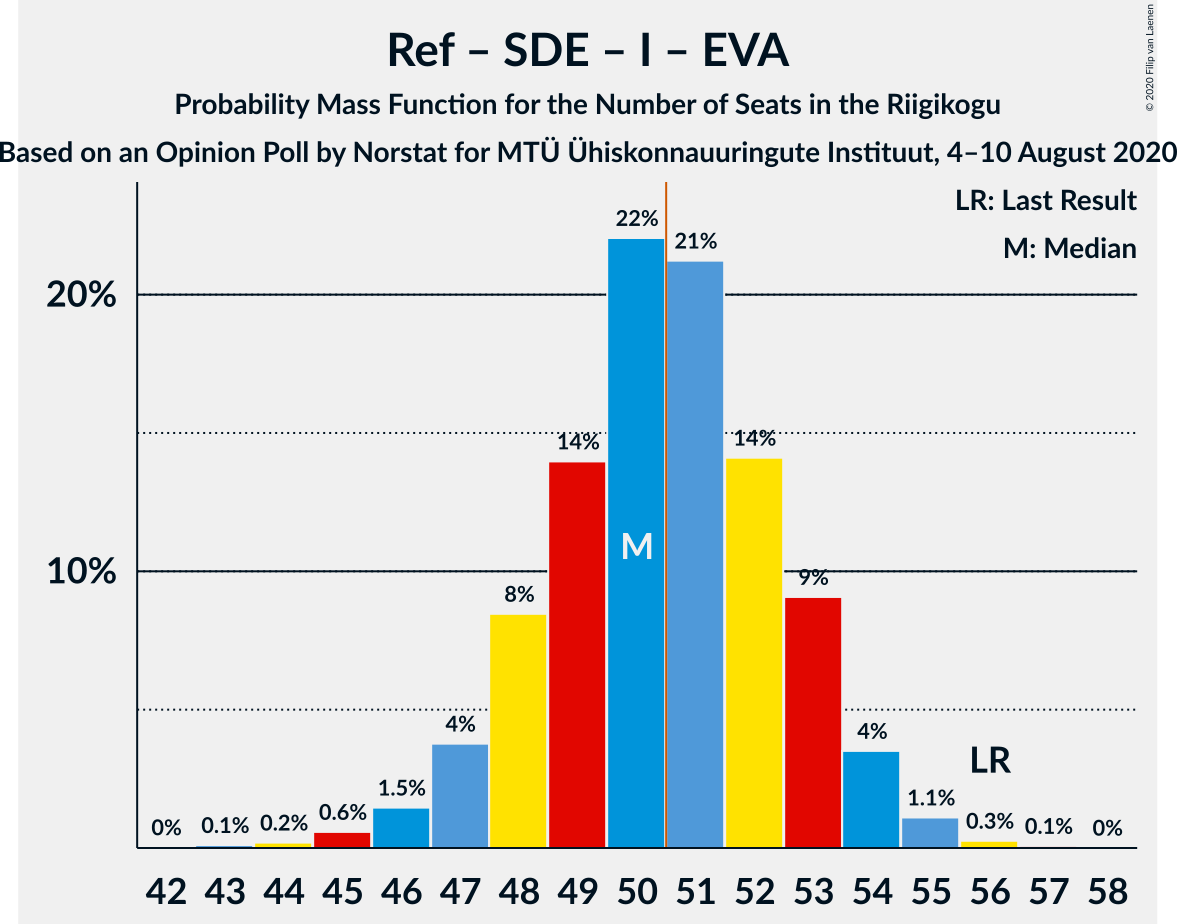 Ref – SDE – I – EVA
Probability Mass Function for the Number of Seats in the Riigikogu
Based on an Opinion Poll by Norstat for MTÜ Ühiskonnauuringute Instituut, 4–10 August 2020
© 2020 Filip van Laenen
LR: Last Result
M: Median
20%
10%
0% 0.1% 0.2% 0.6% 1.5% 4% 8% 14% 22% 21% 14% 9% 4% 1.1% 0.3% 0.1% 0%
M
LR
42 43 44 45 46 47 48 49 50 51 52 53 54 55 56 57 58